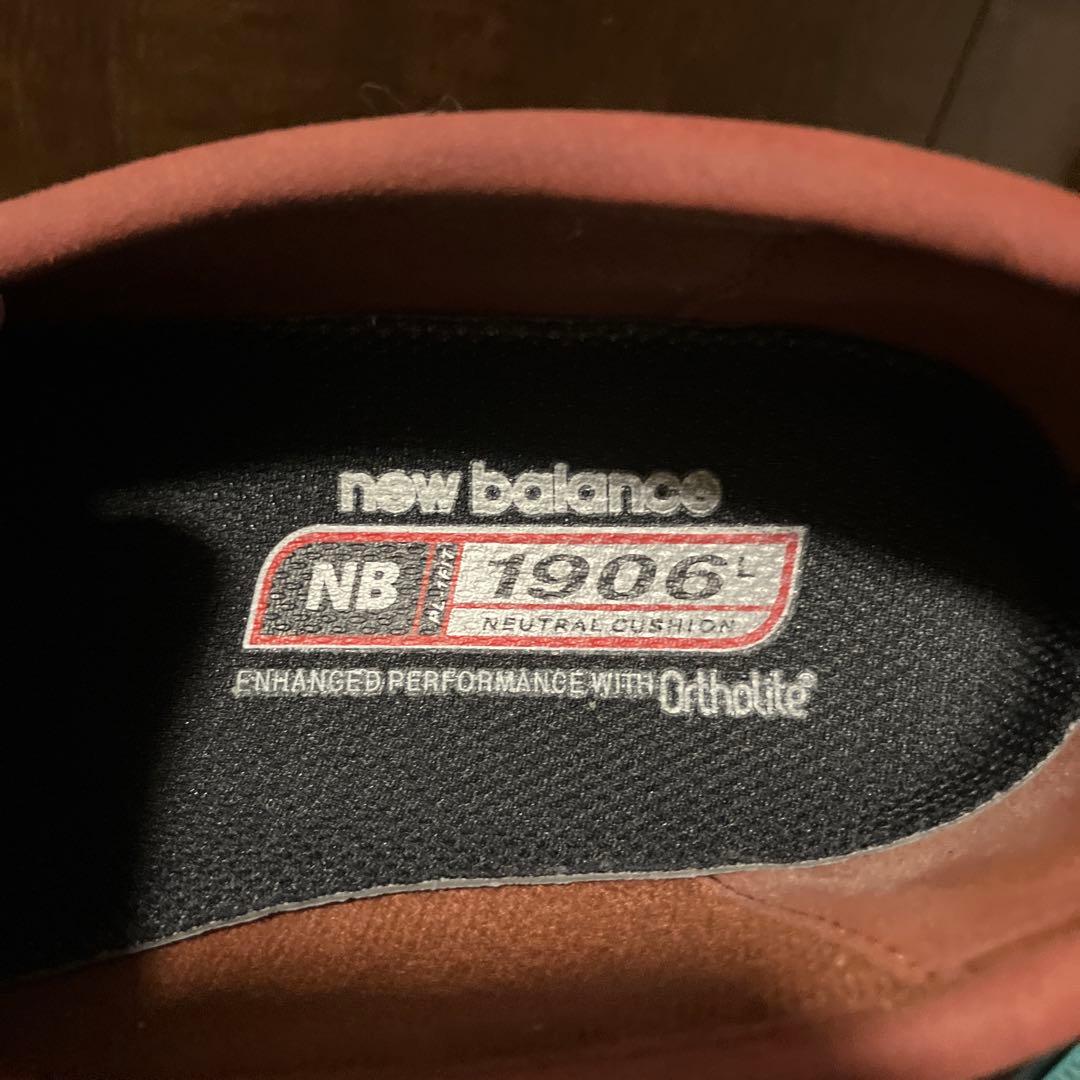 new balance
NB 1906L
NEUTRAL CUSHION
ENHANCED PERFORMANCE WITH Ortholite®